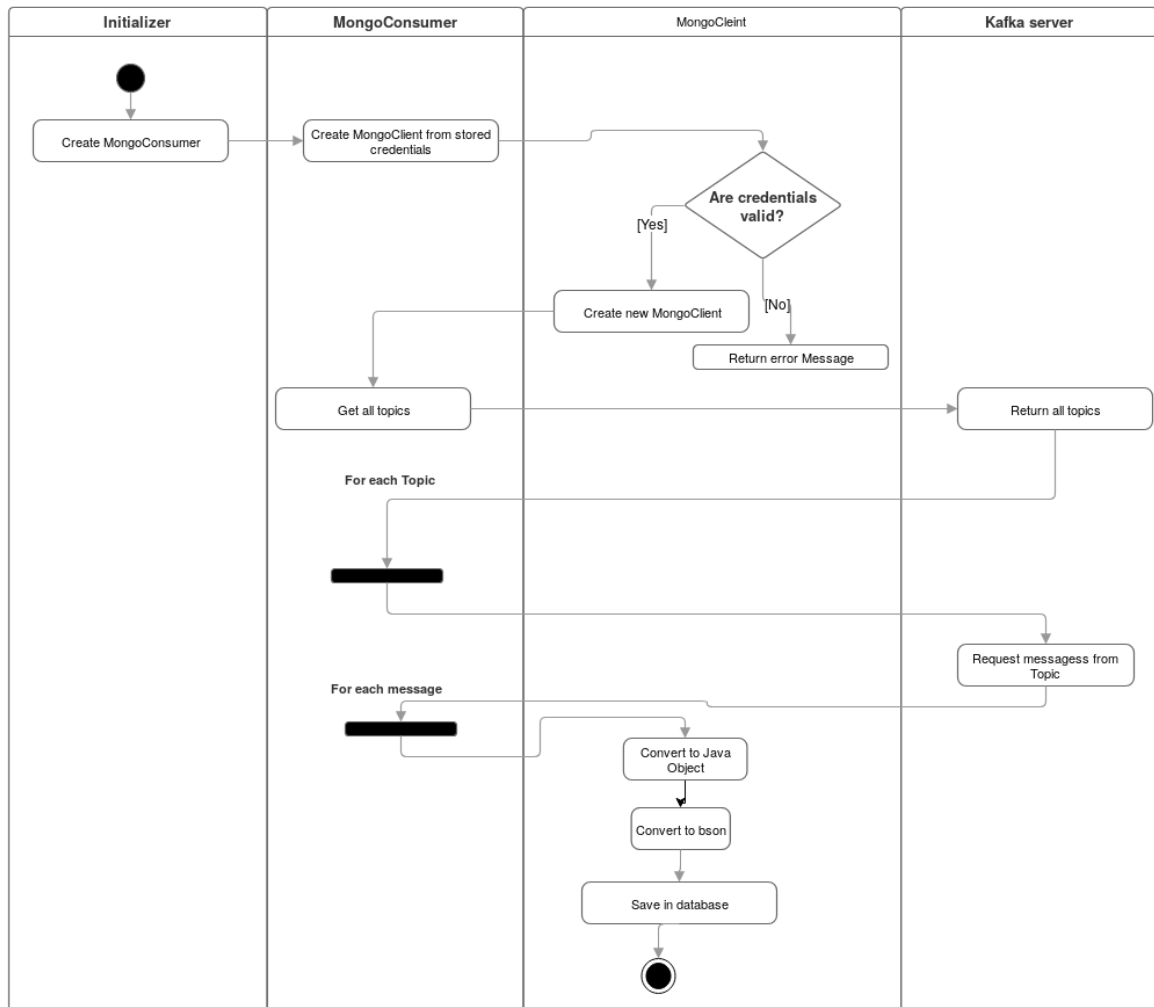 Initializer
MongoConsumer
MongoCleint
Kafka server
Create MongoConsumer
Create MongoClient from stored
credentials
Are credentials
valid?
[Yes]
[No]
Create new MongoClient
Return error Message
Get all topics
Return all topics
For each Topic
Request messagess from
Topic
For each message
Convert to Java
Object
Convert to bson
Save in database